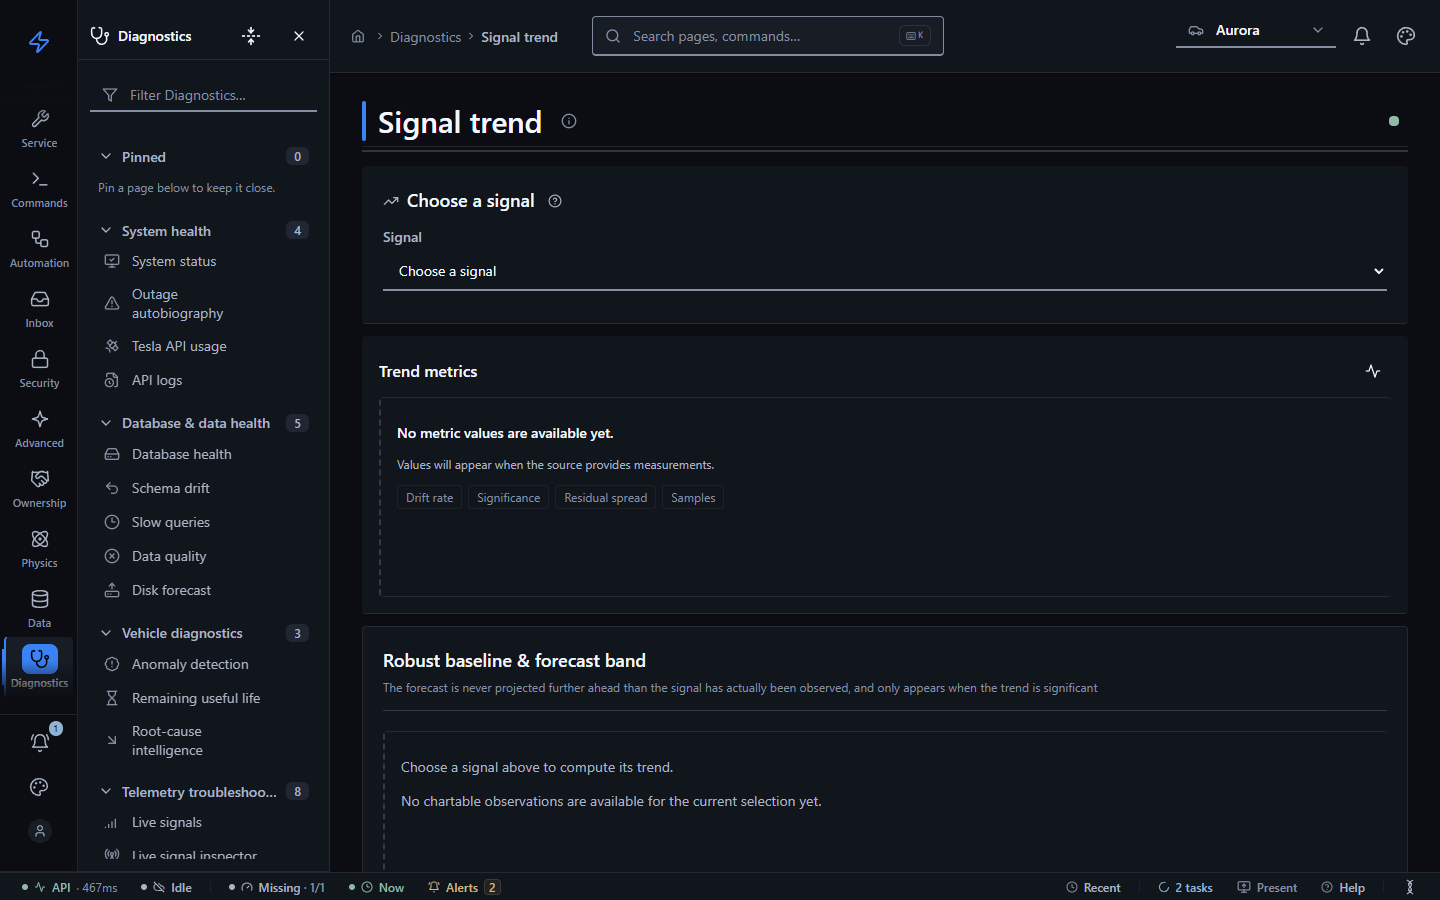 Diagnostics
Diagnostics
Signal trend
Search pages, commands...
K
Aurora
Filter Diagnostics...
Service
Commands
Automation
Inbox
Security
Advanced
Ownership
Physics
Data
Diagnostics
1
Pinned
0
Pin a page below to keep it close.
System health
4
System status
Outage
autobiography
Tesla API usage
API logs
Database & data health
5
Database health
Schema drift
Slow queries
Data quality
Disk forecast
Vehicle diagnostics
3
Anomaly detection
Remaining useful life
Root-cause
intelligence
Telemetry troubleshoo...
8
Live signals
Live signal inspector
Signal trend
Choose a signal
Signal
Choose a signal
Trend metrics
No metric values are available yet.
Values will appear when the source provides measurements.
Drift rate
Significance
Residual spread
Samples
Robust baseline & forecast band
The forecast is never projected further ahead than the signal has actually been observed, and only appears when the trend is significant
Choose a signal above to compute its trend.
No chartable observations are available for the current selection yet.
API · 467ms
Idle
Missing · 1/1
Now
Alerts 2
Recent
2 tasks
Present
Help